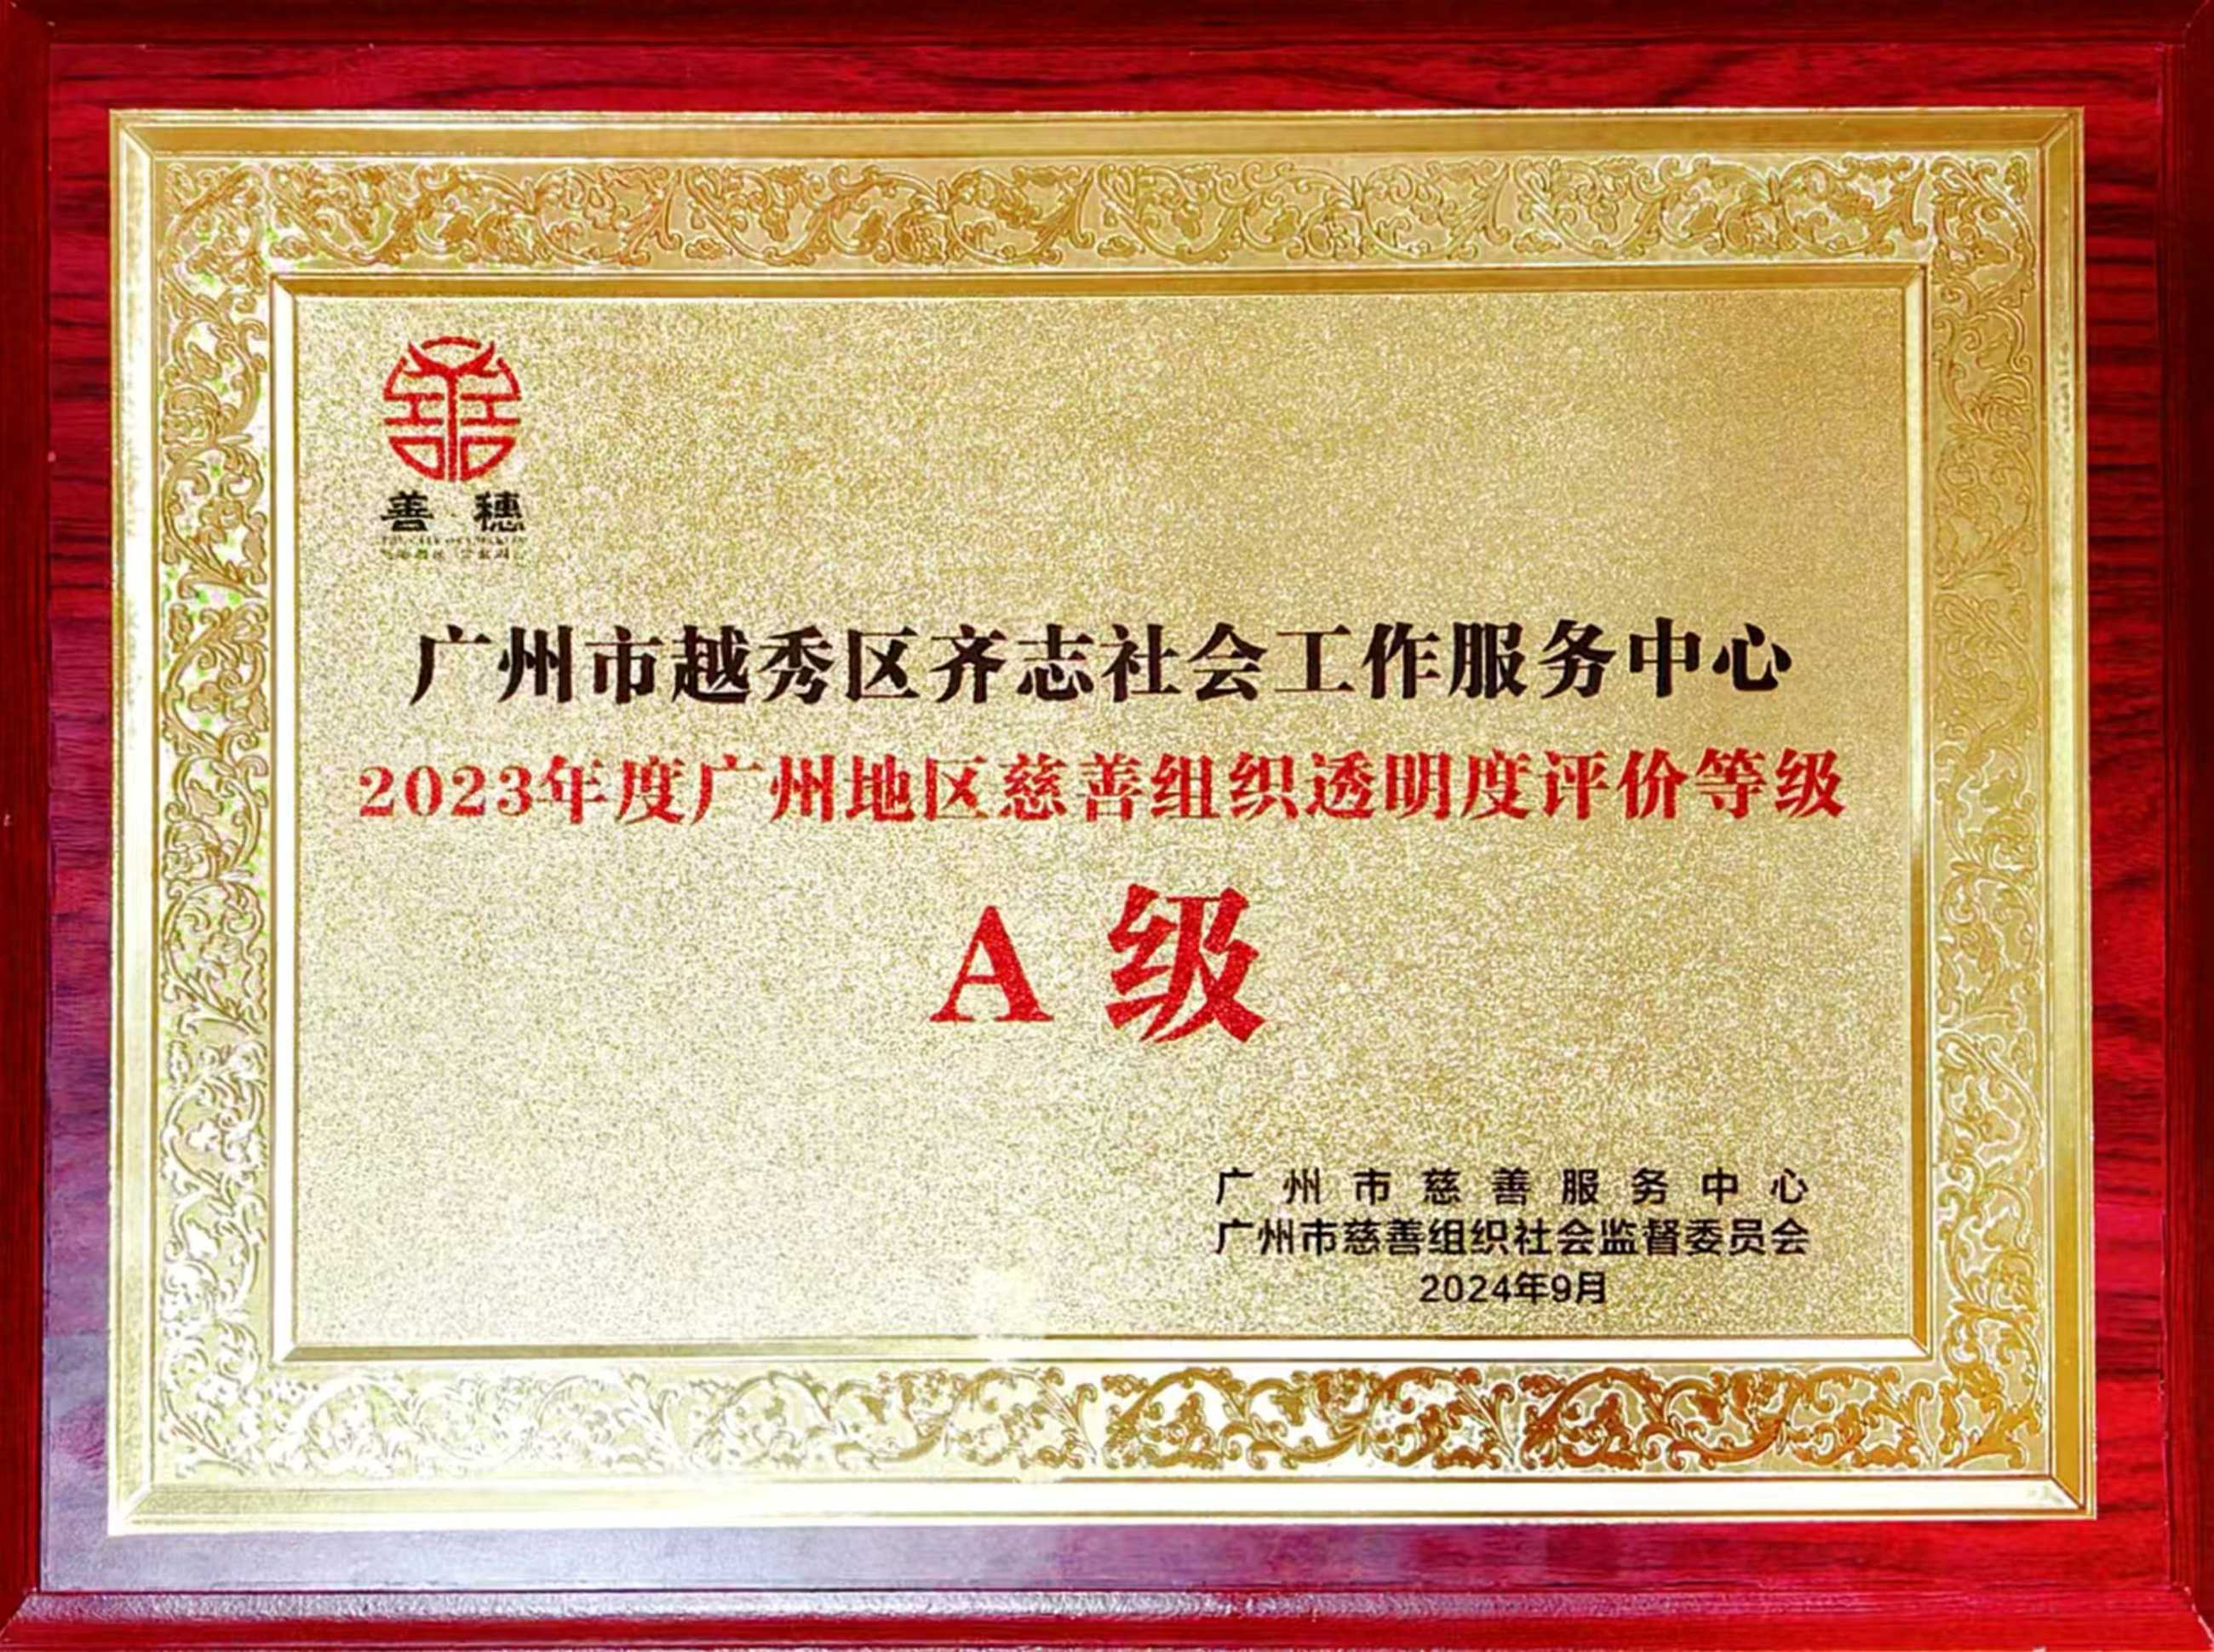 善 穗
广州市越秀区齐志社会工作服务中心
2023年度广州地区慈善组织透明度评价等级
A 级
广州市慈善服务中心
广州市慈善组织社会监督委员会
2024年9月